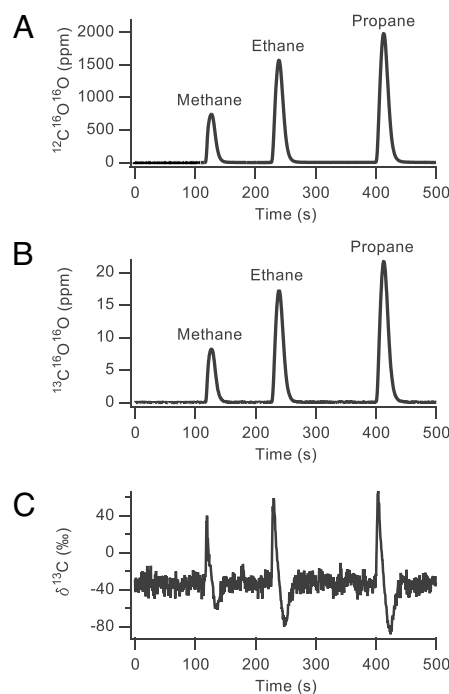 A
Propane
2000
Ethane
1500
1000
Methane
500
0
¹²C¹⁶O¹⁶O (ppm)
0 100 200 300 400 500
Time (s)
B
Propane
20
Ethane
15
10
Methane
5
0
¹³C¹⁶O¹⁶O (ppm)
0 100 200 300 400 500
Time (s)
C
40
0
-40
-80
δ¹³C (‰)
0 100 200 300 400 500
Time (s)